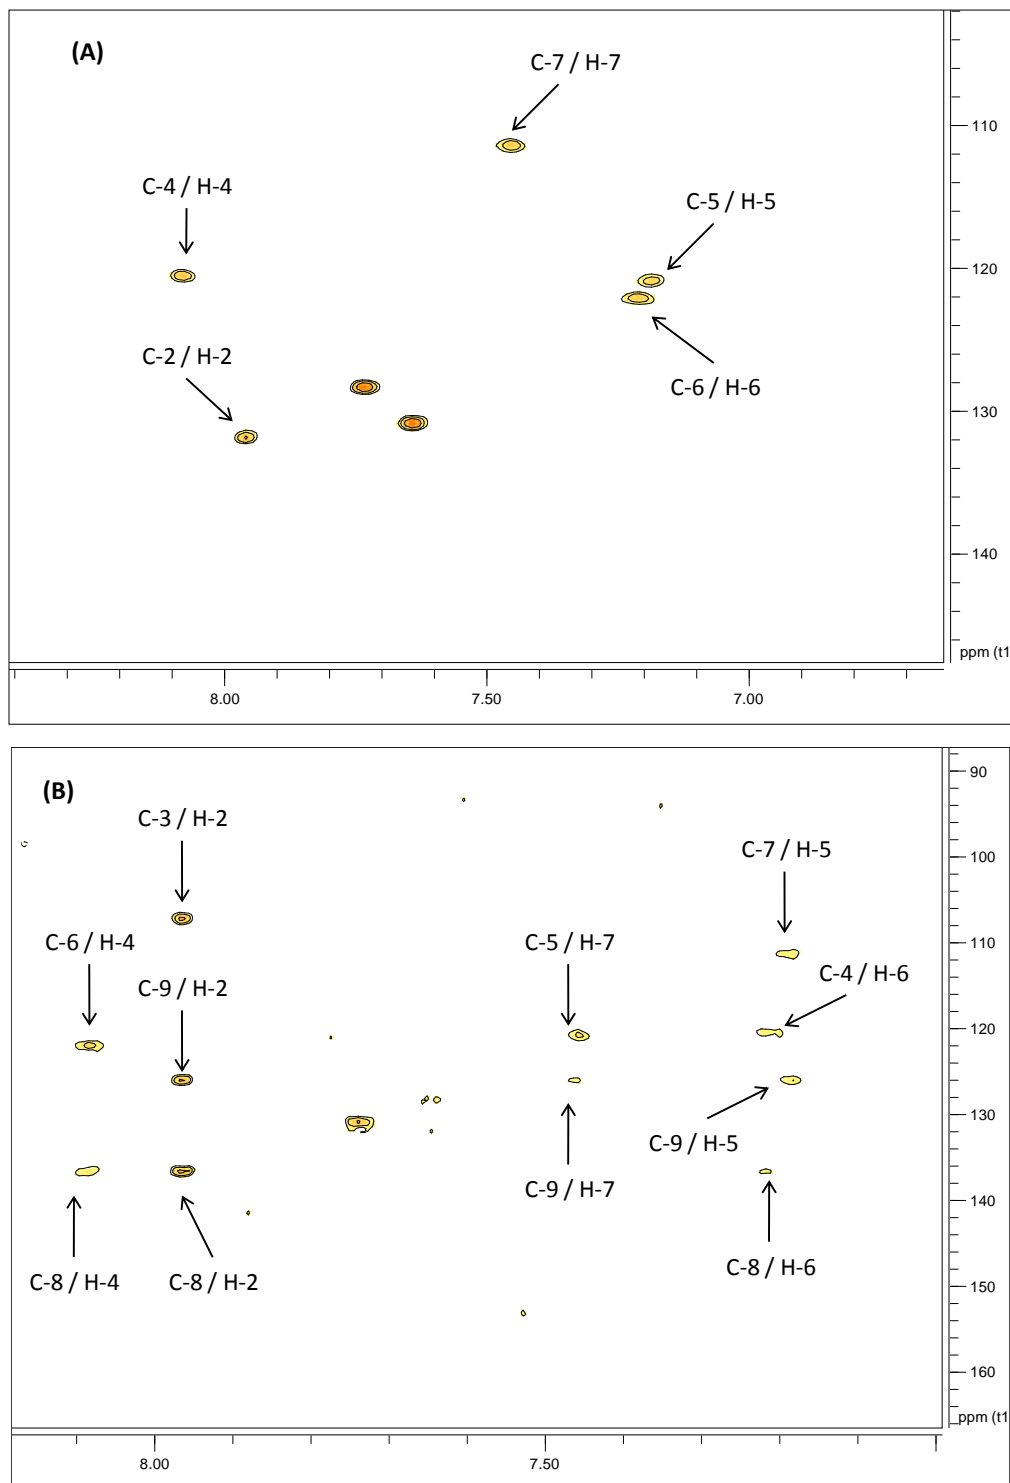 (A)
C-7 / H-7
110
C-4 / H-4
C-5 / H-5
120
C-2 / H-2
C-6 / H-6
130
140
ppm (t1
8.00 7.50 7.00
(B)
90
C-3 / H-2
C-7 / H-5
100
C-6 / H-4
C-5 / H-7
110
C-4 / H-6
C-9 / H-2
120
130
C-9 / H-5
C-9 / H-7
140
C-8 / H-6
C-8 / H-4
C-8 / H-2
150
160
ppm (t1
8.00 7.50